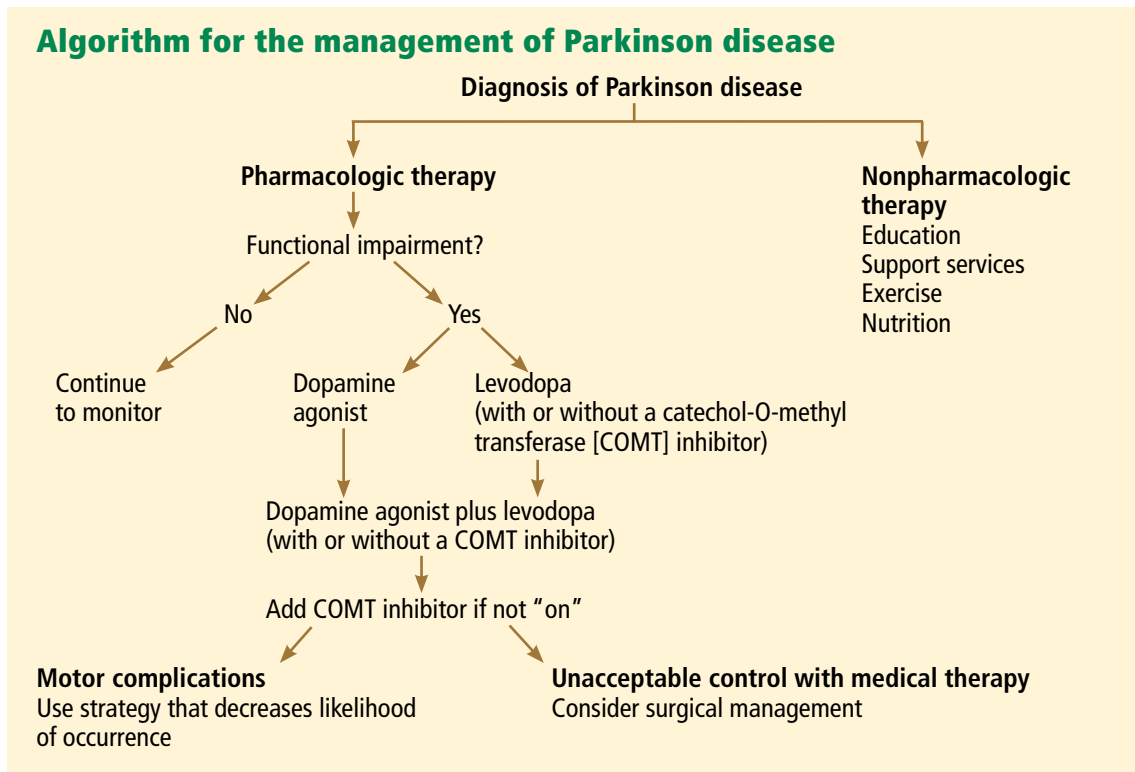 Algorithm for the management of Parkinson disease
Diagnosis of Parkinson disease
Pharmacologic therapy
Nonpharmacologic
therapy
Education
Support services
Exercise
Nutrition
Functional impairment?
No
Yes
Continue
to monitor
Dopamine
agonist
Levodopa
(with or without a catechol-O-methyl
transferase [COMT] inhibitor)
Dopamine agonist plus levodopa
(with or without a COMT inhibitor)
Add COMT inhibitor if not “on”
Motor complications
Use strategy that decreases likelihood
of occurrence
Unacceptable control with medical therapy
Consider surgical management